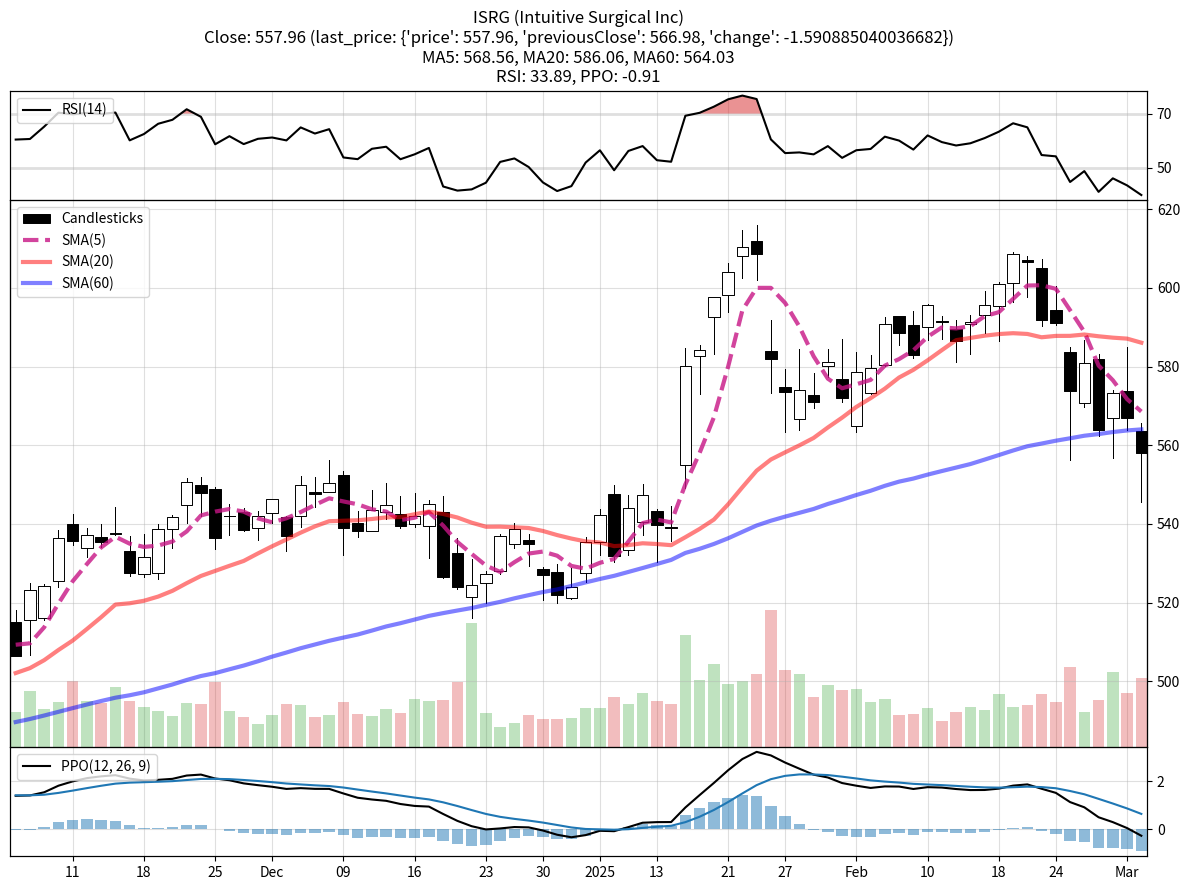 ISRG (Intuitive Surgical Inc)
Close: 557.96 (last_price: {'price': 557.96, 'previousClose': 566.98, 'change': -1.590885040036682})
MA5: 568.56, MA20: 586.06, MA60: 564.03
RSI: 33.89, PPO: -0.91
RSI(14)
70
50
Candlesticks
SMA(5)
SMA(20)
SMA(60)
620
600
580
560
540
520
500
PPO(12, 26, 9)
2
0
11 18 25 Dec 09 16 23 30 2025 13 21 27 Feb 10 18 24 Mar